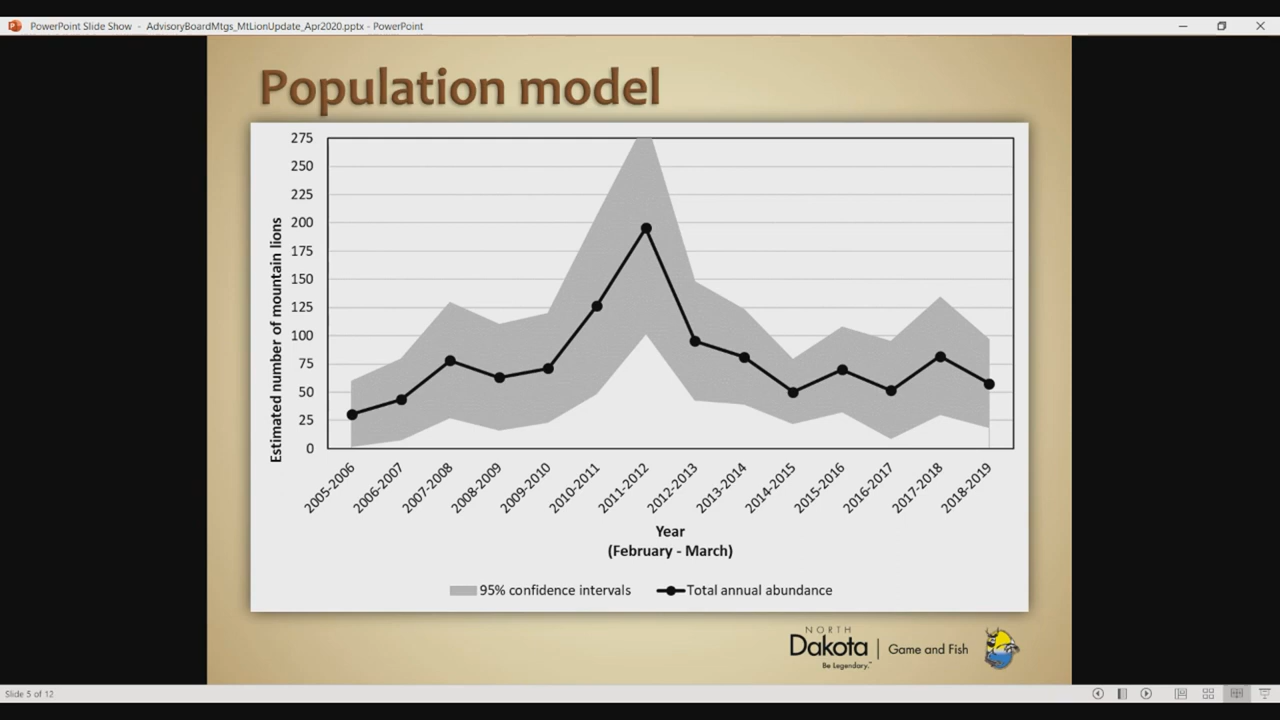 PowerPoint Slide Show - AdvisoryBoardMtgs_MtLionUpdate_Apr2020.pptx - PowerPoint
Population model
Estimated number of mountain lions
275
250
225
200
175
150
125
100
75
50
25
0
2005-2006
2006-2007
2007-2008
2008-2009
2009-2010
2010-2011
2011-2012
2012-2013
2013-2014
2014-2015
2015-2016
2016-2017
2017-2018
2018-2019
Year
(February - March)
95% confidence intervals
Total annual abundance
NORTH
Dakota
Be Legendary.™
Game and Fish
Slide 5 of 12